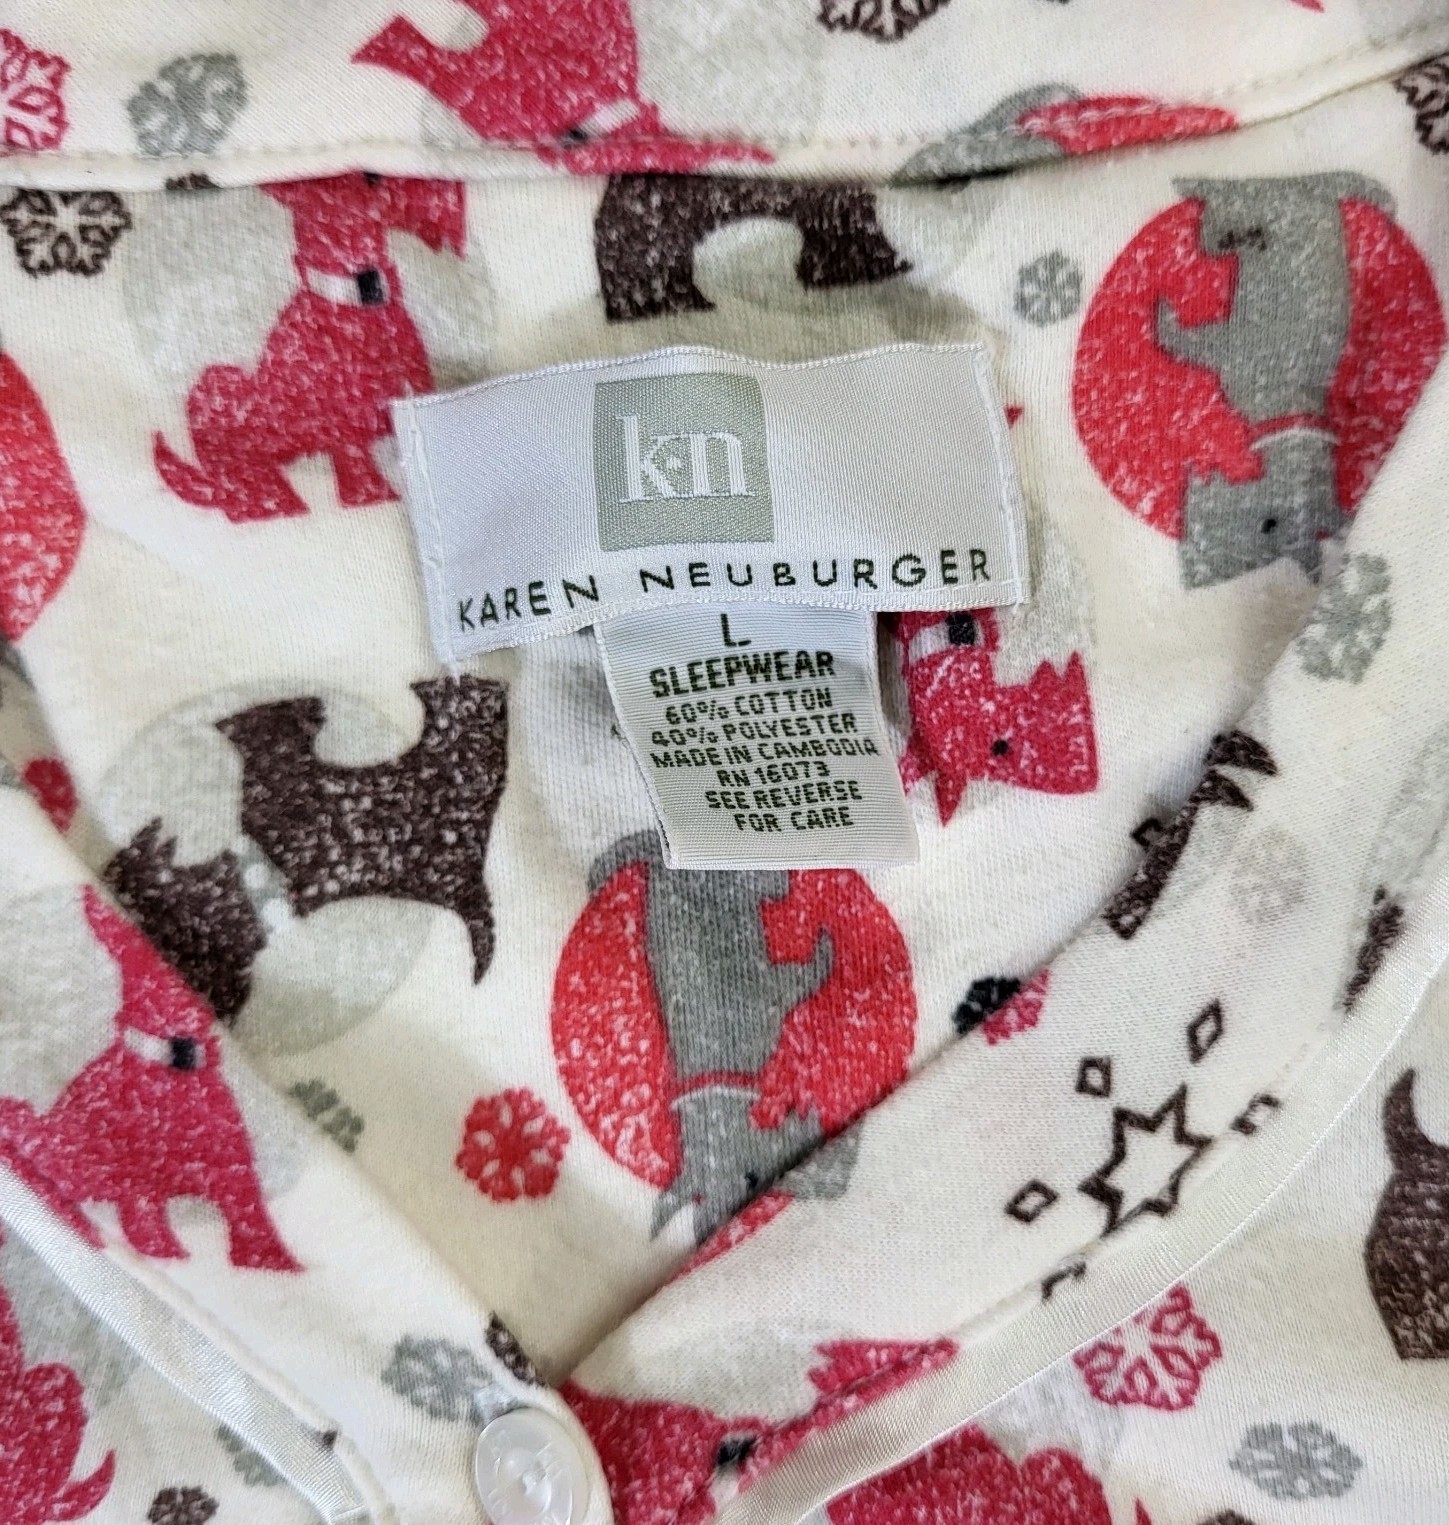 k·n
KAREN NEUBURGER
L
SLEEPWEAR
60% COTTON
40% POLYESTER
MADE IN CAMBODIA
RN 16073
SEE REVERSE
FOR CARE